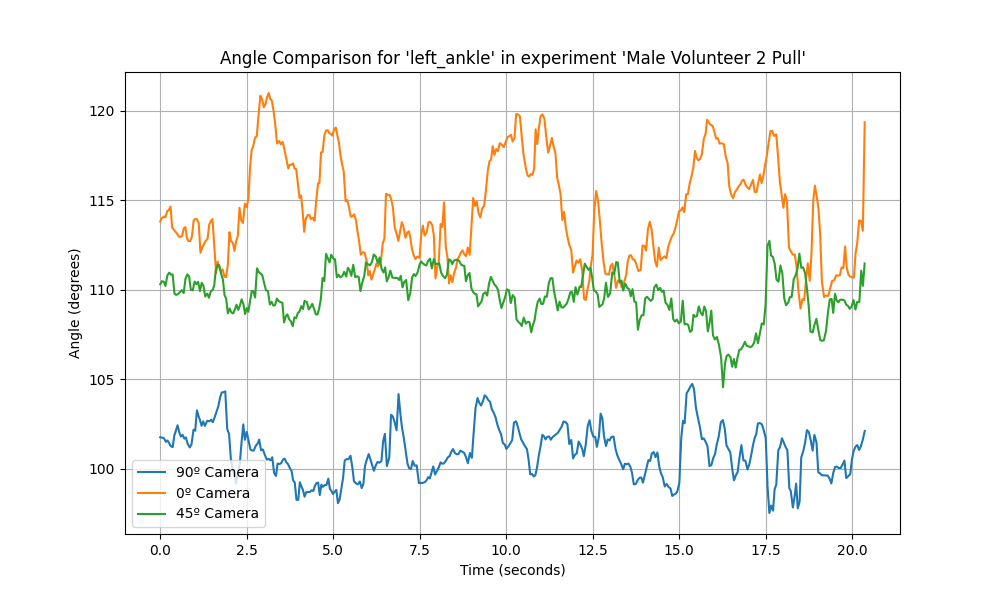 Angle Comparison for 'left_ankle' in experiment 'Male Volunteer 2 Pull'
120
115
110
105
100
Angle (degrees)
90º Camera
0º Camera
45º Camera
0.0 2.5 5.0 7.5 10.0 12.5 15.0 17.5 20.0
Time (seconds)